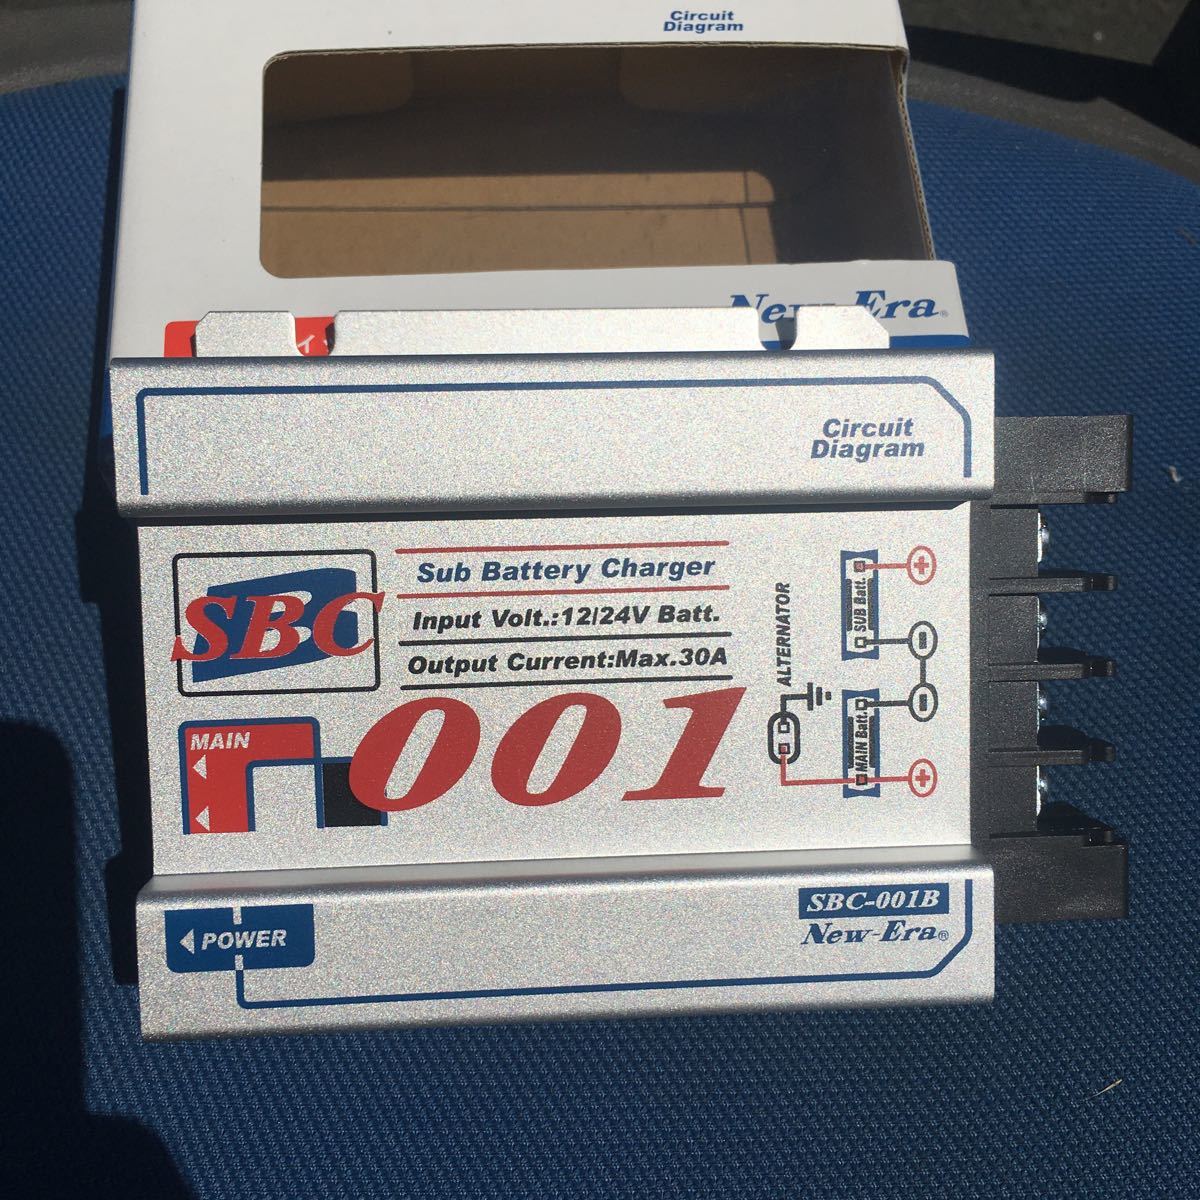 Circuit
Diagram
New-Era®
Circuit
Diagram
SBC
Sub Battery Charger
Input Volt.:12/24V Batt.
Output Current:Max.30A
001
MAIN
ALTERNATOR
SUB Batt.
MAIN Batt.
+
−
−
+
POWER
SBC-001B
New-Era®